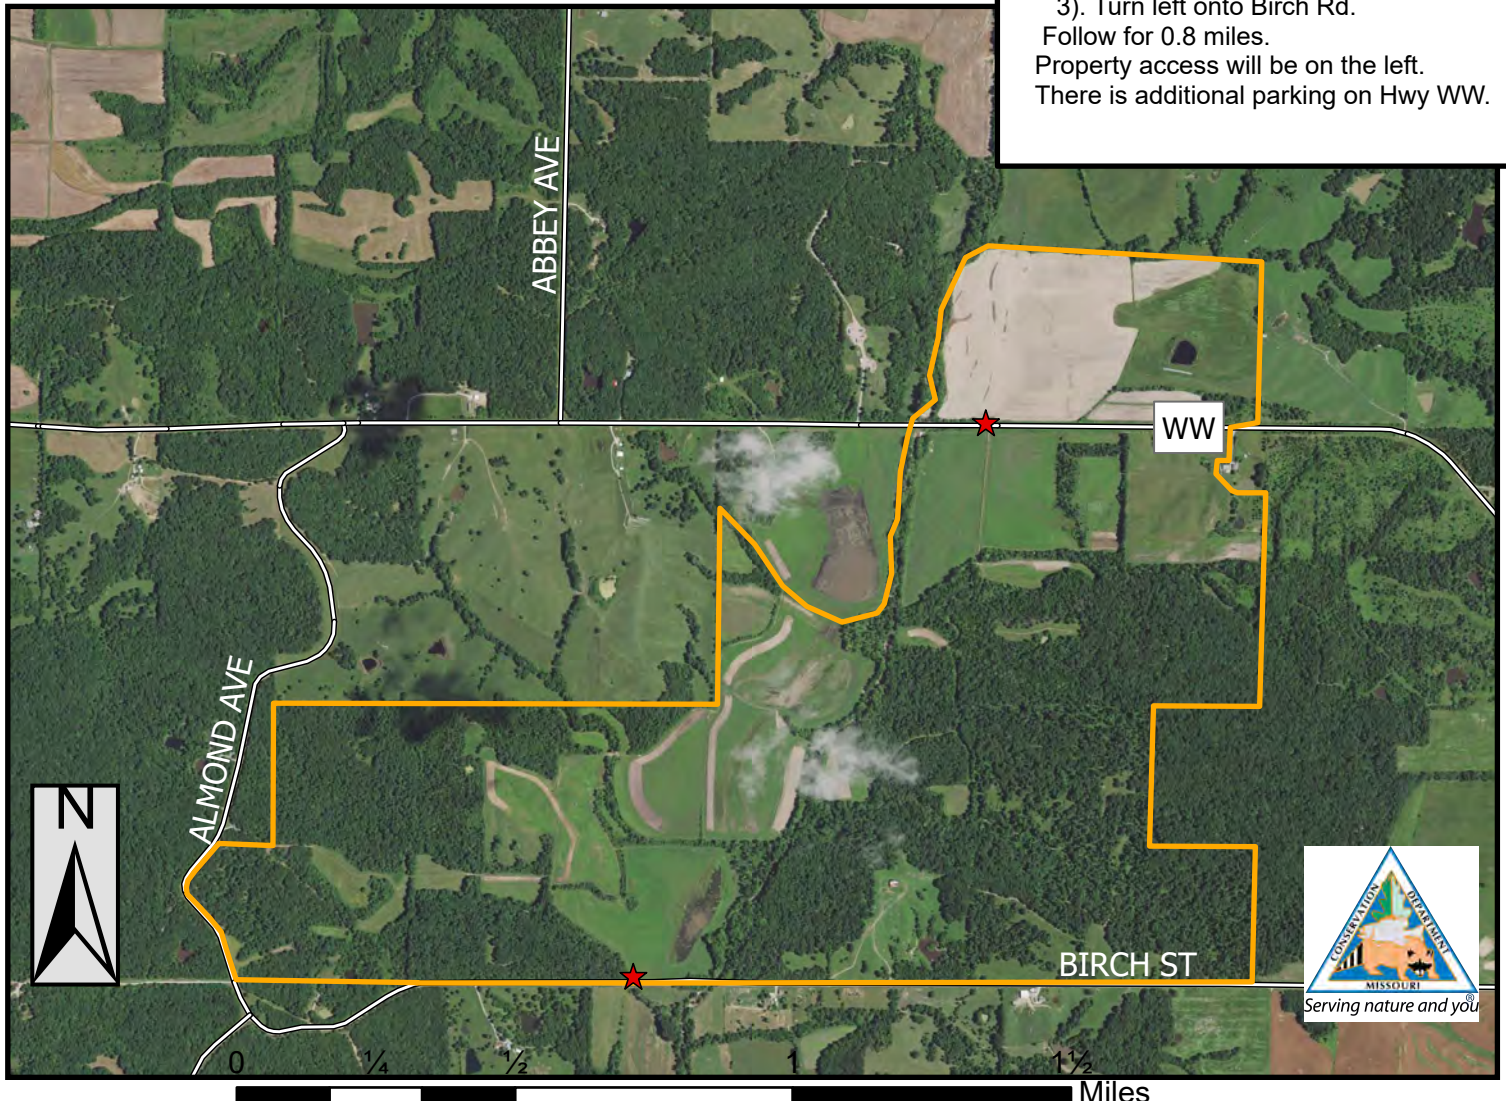 3). Turn left onto Birch Rd.
Follow for 0.8 miles.
Property access will be on the left.
There is additional parking on Hwy WW.
ABBEY AVE
WW
ALMOND AVE
N
BIRCH ST
CONSERVATION
DEPARTMENT
MISSOURI
Serving nature and you®
0 ¼ ½ 1 1½
Miles